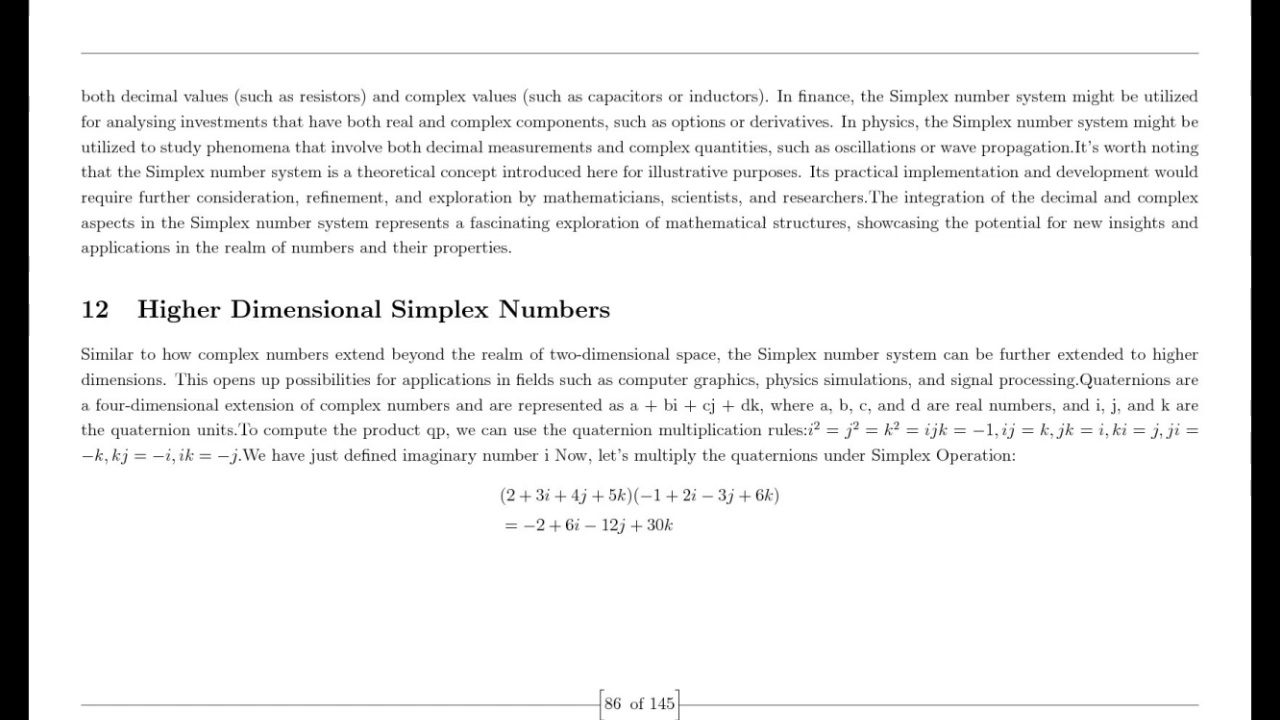 both decimal values (such as resistors) and complex values (such as capacitors or inductors). In finance, the Simplex number system might be utilized
for analysing investments that have both real and complex components, such as options or derivatives. In physics, the Simplex number system might be
utilized to study phenomena that involve both decimal measurements and complex quantities, such as oscillations or wave propagation.It's worth noting
that the Simplex number system is a theoretical concept introduced here for illustrative purposes. Its practical implementation and development would
require further consideration, refinement, and exploration by mathematicians, scientists, and researchers.The integration of the decimal and complex
aspects in the Simplex number system represents a fascinating exploration of mathematical structures, showcasing the potential for new insights and
applications in the realm of numbers and their properties.
12 Higher Dimensional Simplex Numbers
Similar to how complex numbers extend beyond the realm of two-dimensional space, the Simplex number system can be further extended to higher
dimensions. This opens up possibilities for applications in fields such as computer graphics, physics simulations, and signal processing.Quaternions are
a four-dimensional extension of complex numbers and are represented as a + bi + cj + dk, where a, b, c, and d are real numbers, and i, j, and k are
the quaternion units.To compute the product qp, we can use the quaternion multiplication rules:i² = j² = k² = ijk = −1, ij = k, jk = i, ki = j, ji =
−k, kj = −i, ik = −j.We have just defined imaginary number i Now, let's multiply the quaternions under Simplex Operation:
(2 + 3i + 4j + 5k)(−1 + 2i − 3j + 6k)
= −2 + 6i − 12j + 30k
86 of 145